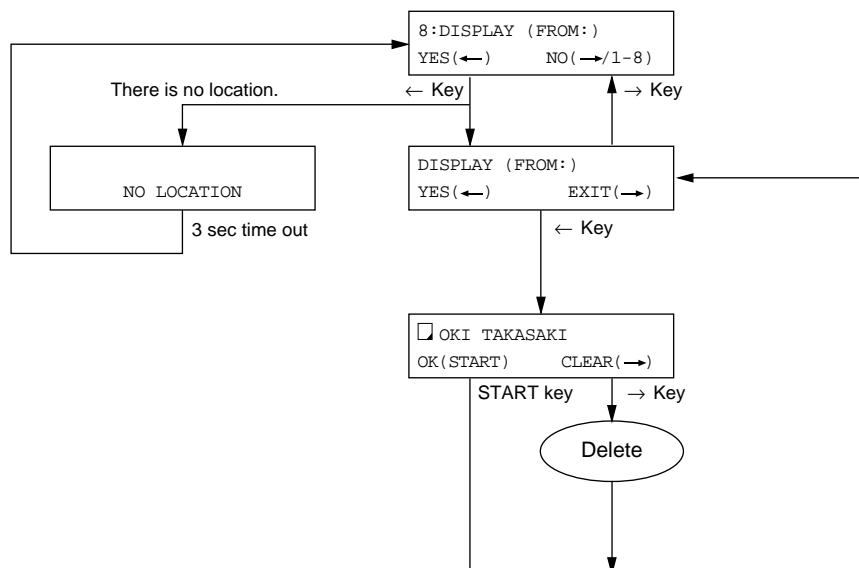 8:DISPLAY (FROM:)
YES(←) NO(→/1-8)
There is no location.
← Key
→ Key
NO LOCATION
DISPLAY (FROM:)
YES(←) EXIT(→)
3 sec time out
← Key
OKI TAKASAKI
OK(START) CLEAR(→)
START key
→ Key
Delete